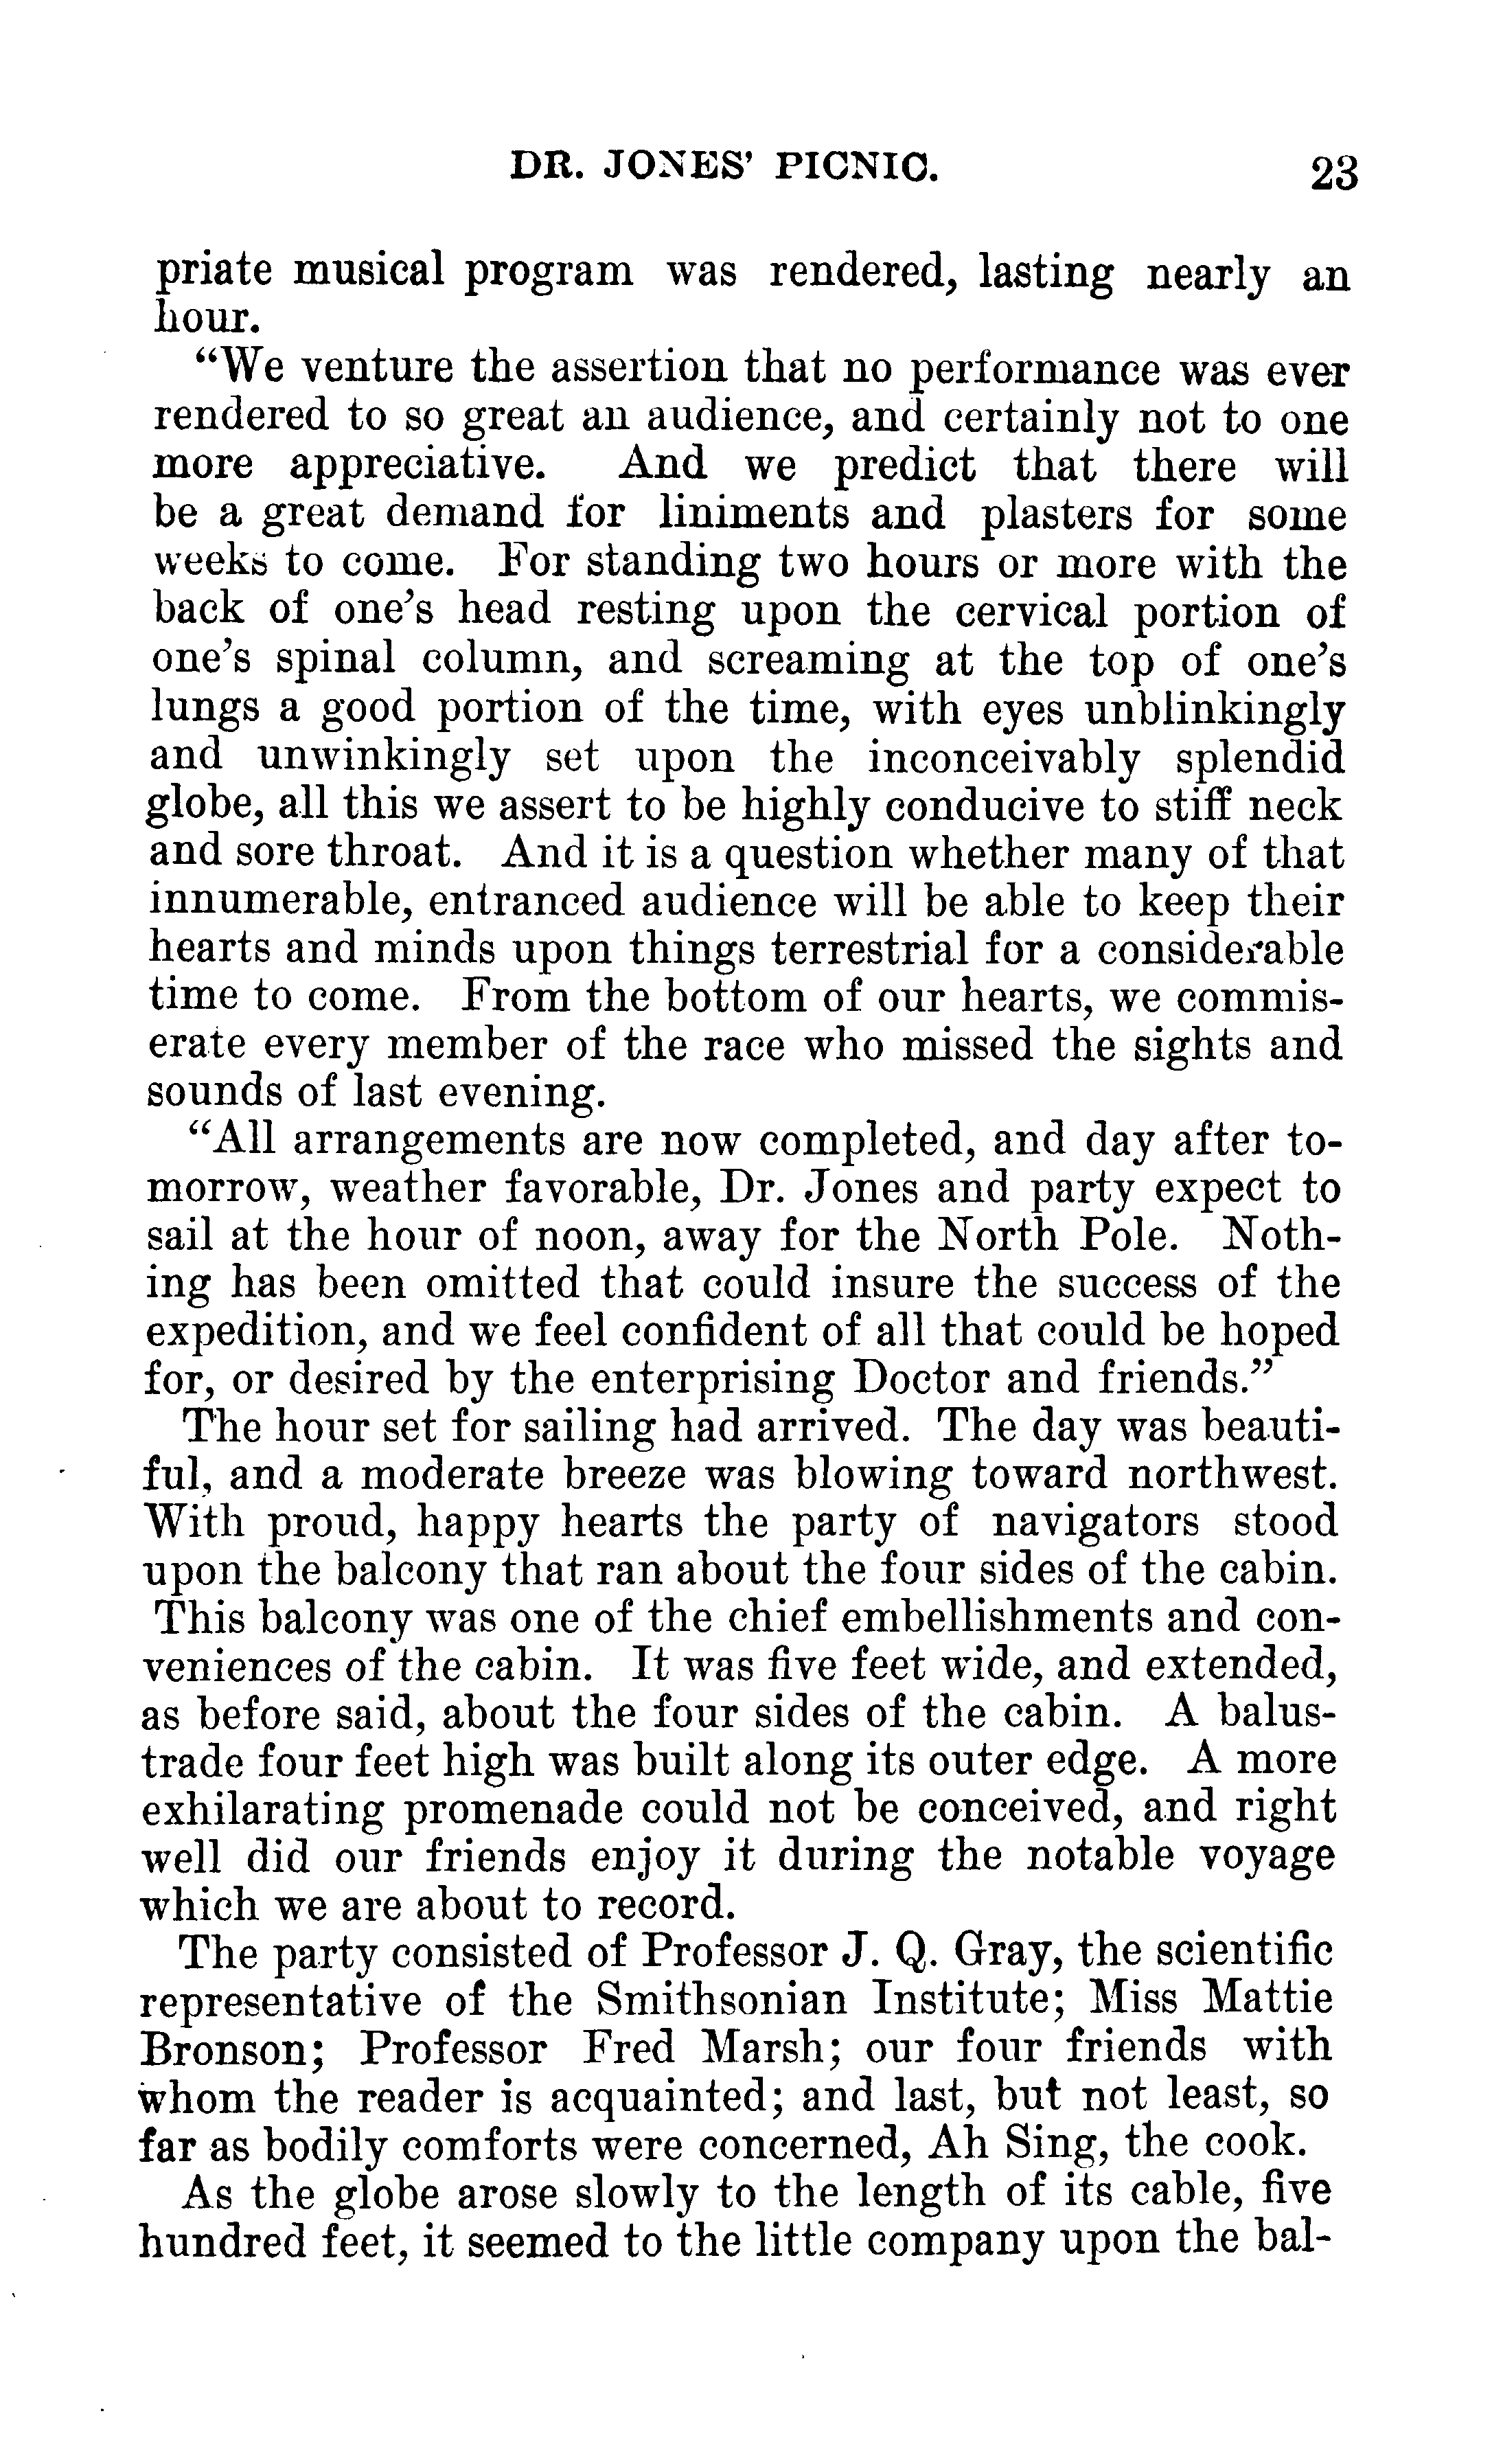 DR. JONES' PICNIC. 23
priate musical program was rendered, lasting nearly an
hour.
"We venture the assertion that no performance was ever
rendered to so great an audience, and certainly not to one
more appreciative. And we predict that there will
be a great demand for liniments and plasters for some
weeks to come. For standing two hours or more with the
back of one's head resting upon the cervical portion of
one's spinal column, and screaming at the top of one's
lungs a good portion of the time, with eyes unblinkingly
and unwinkingly set upon the inconceivably splendid
globe, all this we assert to be highly conducive to stiff neck
and sore throat. And it is a question whether many of that
innumerable, entranced audience will be able to keep their
hearts and minds upon things terrestrial for a considerable
time to come. From the bottom of our hearts, we commis-
erate every member of the race who missed the sights and
sounds of last evening.
"All arrangements are now completed, and day after to-
morrow, weather favorable, Dr. Jones and party expect to
sail at the hour of noon, away for the North Pole. Noth-
ing has been omitted that could insure the success of the
expedition, and we feel confident of all that could be hoped
for, or desired by the enterprising Doctor and friends."
The hour set for sailing had arrived. The day was beauti-
ful, and a moderate breeze was blowing toward northwest.
With proud, happy hearts the party of navigators stood
upon the balcony that ran about the four sides of the cabin.
This balcony was one of the chief embellishments and con-
veniences of the cabin. It was five feet wide, and extended,
as before said, about the four sides of the cabin. A balus-
trade four feet high was built along its outer edge. A more
exhilarating promenade could not be conceived, and right
well did our friends enjoy it during the notable voyage
which we are about to record.
The party consisted of Professor J. Q. Gray, the scientific
representative of the Smithsonian Institute; Miss Mattie
Bronson; Professor Fred Marsh; our four friends with
whom the reader is acquainted; and last, but not least, so
far as bodily comforts were concerned, Ah Sing, the cook.
As the globe arose slowly to the length of its cable, five
hundred feet, it seemed to the little company upon the bal-